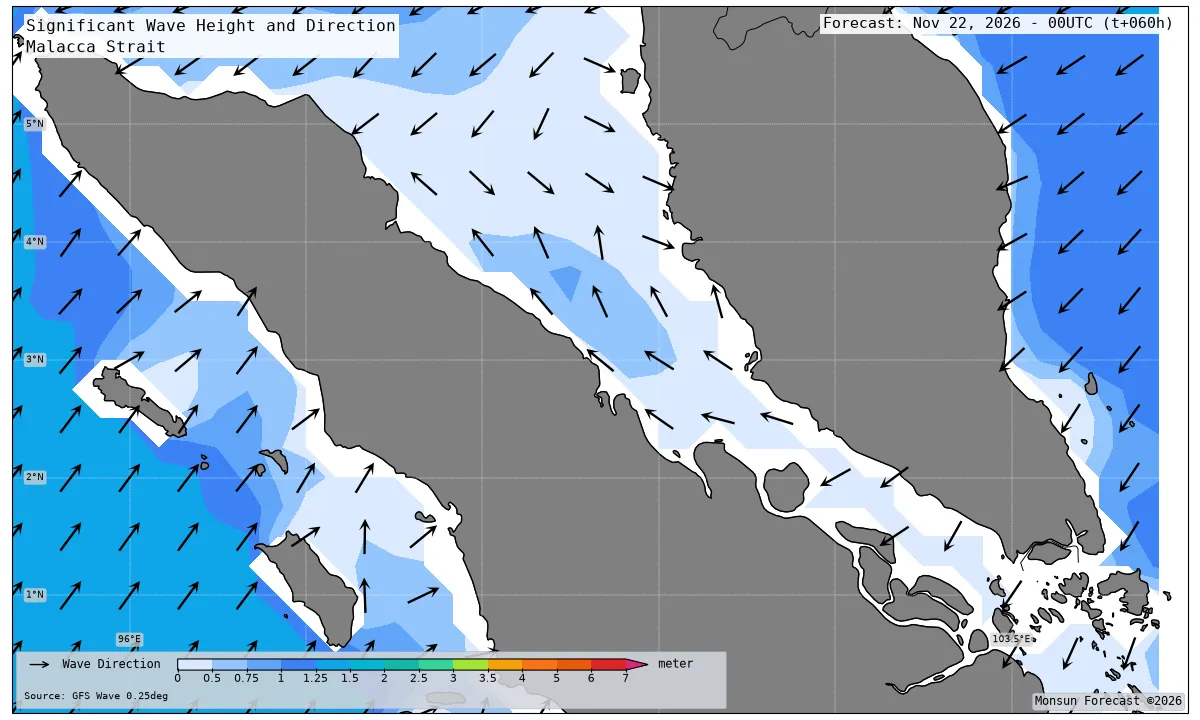 Significant Wave Height and Direction
Malacca Strait
Forecast: Nov 22, 2026 - 00UTC (t+060h)
5°N
4°N
3°N
2°N
1°N
96°E
103.5°E
Wave Direction
meter
0 0.5 0.75 1 1.25 1.5 2 2.5 3 3.5 4 5 6 7
Source: GFS Wave 0.25deg
Monsun Forecast ©2026